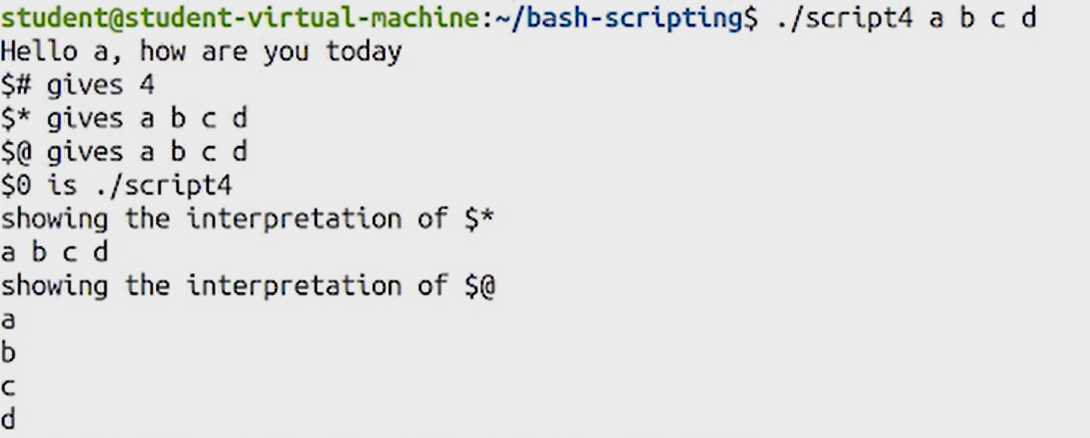 student@student-virtual-machine:~/bash-scripting$ ./script4 a b c d
Hello a, how are you today
$# gives 4
$* gives a b c d
$@ gives a b c d
$0 is ./script4
showing the interpretation of $*
a b c d
showing the interpretation of $@
a
b
c
d